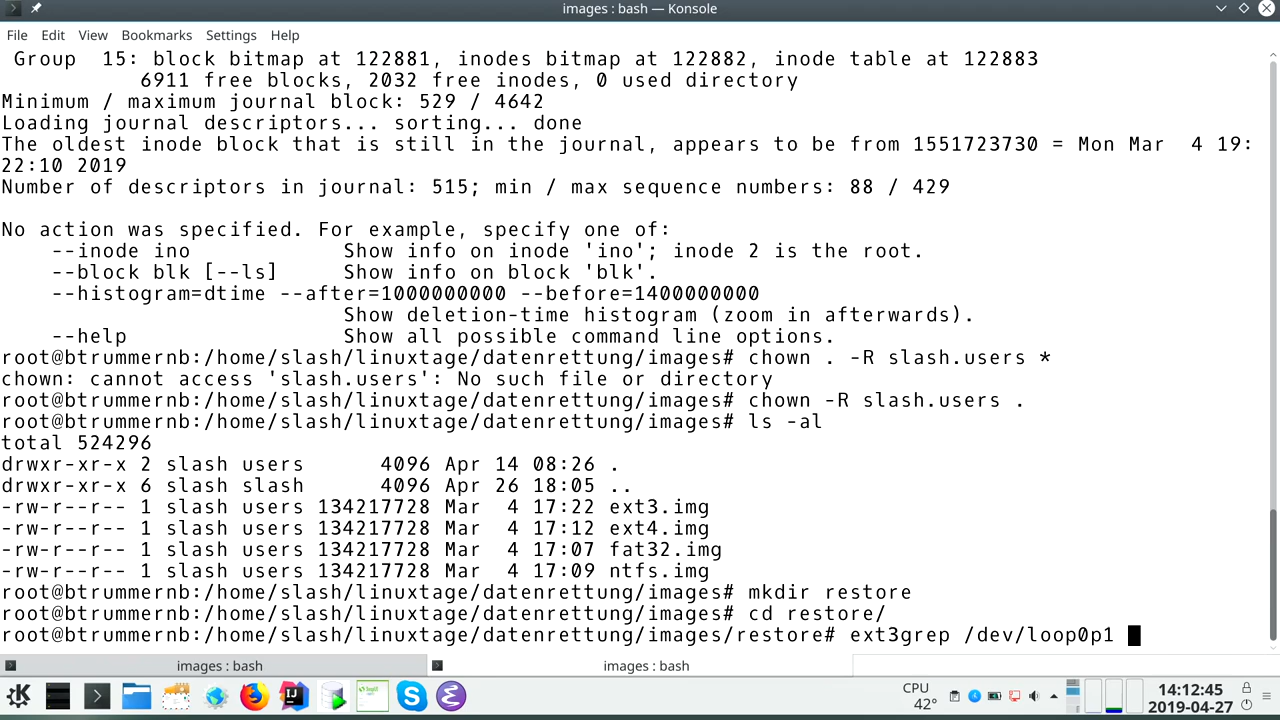 images : bash — Konsole
File Edit View Bookmarks Settings Help
Group 15: block bitmap at 122881, inodes bitmap at 122882, inode table at 122883
6911 free blocks, 2032 free inodes, 0 used directory
Minimum / maximum journal block: 529 / 4642
Loading journal descriptors... sorting... done
The oldest inode block that is still in the journal, appears to be from 1551723730 = Mon Mar  4 19:
22:10 2019
Number of descriptors in journal: 515; min / max sequence numbers: 88 / 429
No action was specified. For example, specify one of:
--inode ino            Show info on inode 'ino'; inode 2 is the root.
--block blk [--ls]     Show info on block 'blk'.
--histogram=dtime --after=1000000000 --before=1400000000
Show deletion-time histogram (zoom in afterwards).
--help                 Show all possible command line options.
root@btrummernb:/home/slash/linuxtage/datenrettung/images# chown . -R slash.users *
chown: cannot access 'slash.users': No such file or directory
root@btrummernb:/home/slash/linuxtage/datenrettung/images# chown -R slash.users .
root@btrummernb:/home/slash/linuxtage/datenrettung/images# ls -al
total 524296
drwxr-xr-x 2 slash users      4096 Apr 14 08:26 .
drwxr-xr-x 6 slash slash      4096 Apr 26 18:05 ..
-rw-r--r-- 1 slash users 134217728 Mar  4 17:22 ext3.img
-rw-r--r-- 1 slash users 134217728 Mar  4 17:12 ext4.img
-rw-r--r-- 1 slash users 134217728 Mar  4 17:07 fat32.img
-rw-r--r-- 1 slash users 134217728 Mar  4 17:09 ntfs.img
root@btrummernb:/home/slash/linuxtage/datenrettung/images# mkdir restore
root@btrummernb:/home/slash/linuxtage/datenrettung/images# cd restore/
root@btrummernb:/home/slash/linuxtage/datenrettung/images/restore# ext3grep /dev/loop0p1
images : bash
images : bash
CPU
42°
14:12:45
2019-04-27